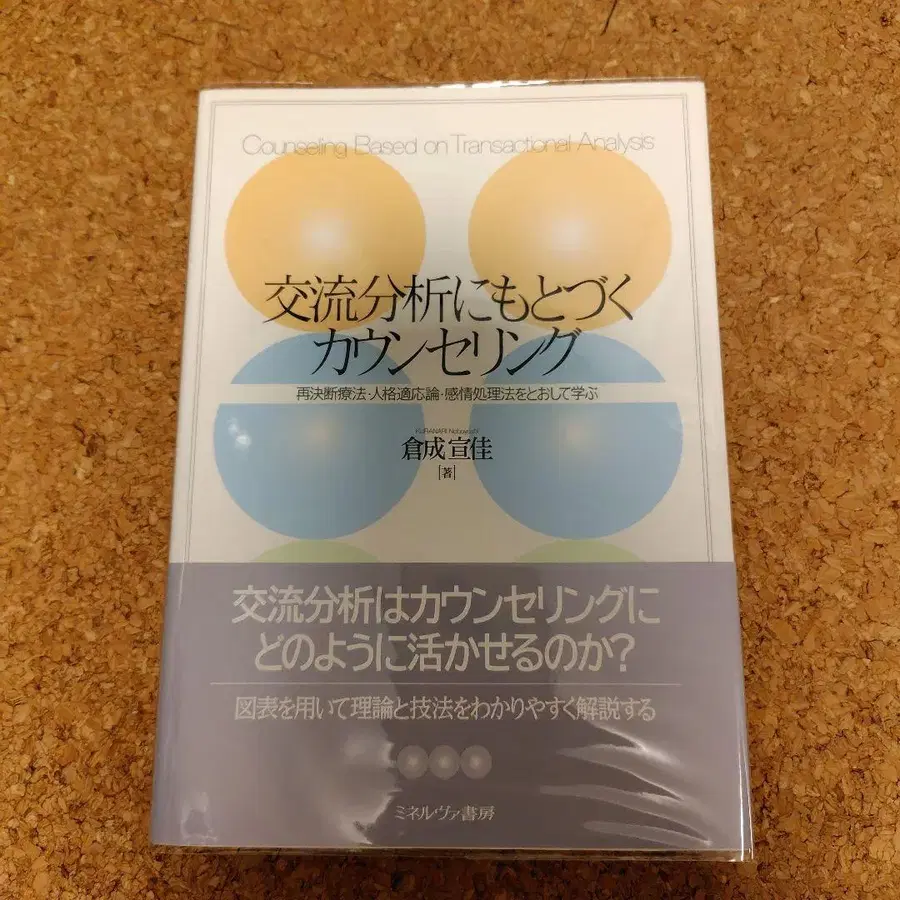 Counseling Based on Transactional Analysis
交流分析にもとづく
カウンセリング
再決断療法・人格適応論・感情処理法をとおして学ぶ
KURANARI Nobuyoshi
倉成宣佳
[著]
交流分析はカウンセリングに
どのように活かせるのか?
図表を用いて理論と技法をわかりやすく解説する
ミネルヴァ書房